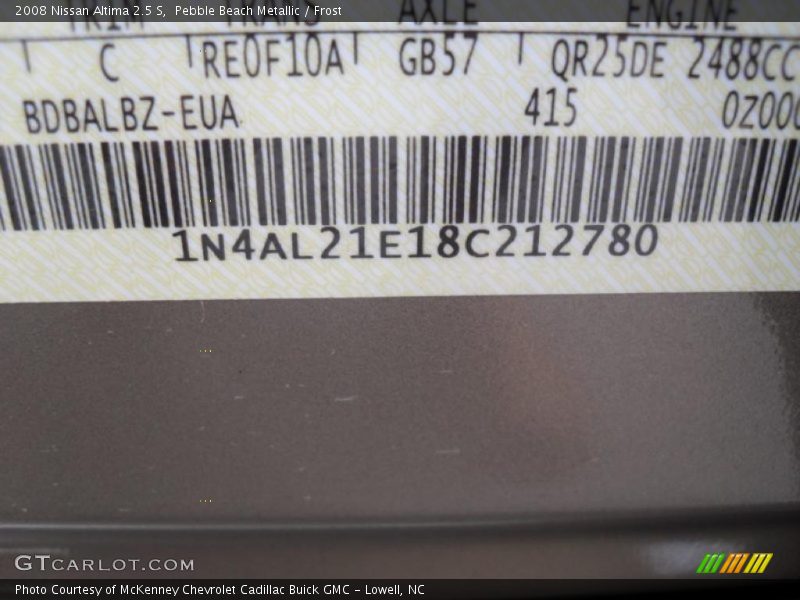 2008 Nissan Altima 2.5 S, Pebble Beach Metallic / Frost
TRIM TRANS AXLE ENGINE
C RE0F10A GB57 QR25DE 2488CC
BDBALBZ-EUA 415 0Z000
1N4AL21E18C212780
GTCARLOT.COM
Photo Courtesy of McKenney Chevrolet Cadillac Buick GMC – Lowell, NC